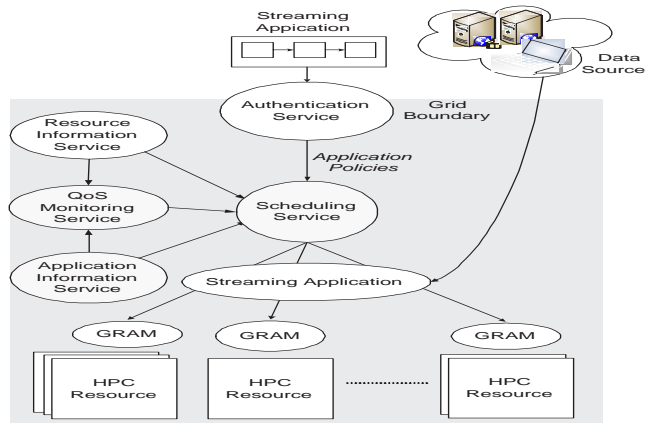 Streaming
Appication
Data
Source
Authentication
Service
Grid
Boundary
Resource
Information
Service
Application
Policies
QoS
Monitoring
Service
Scheduling
Service
Application
Information
Service
Streaming Application
GRAM
GRAM
GRAM
HPC
Resource
HPC
Resource
HPC
Resource